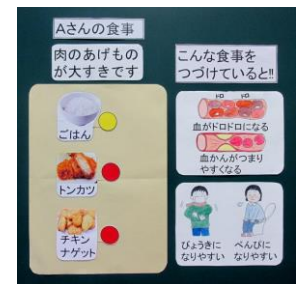 Aさんの食事
肉のあげもの
が大すきです
ごはん
トンカツ
チキン
ナゲット
こんな食事を
つづけていると!!
血がドロドロになる
血かんがつまり
やすくなる
びょうきに
なりやすい
べんぴに
なりやすい